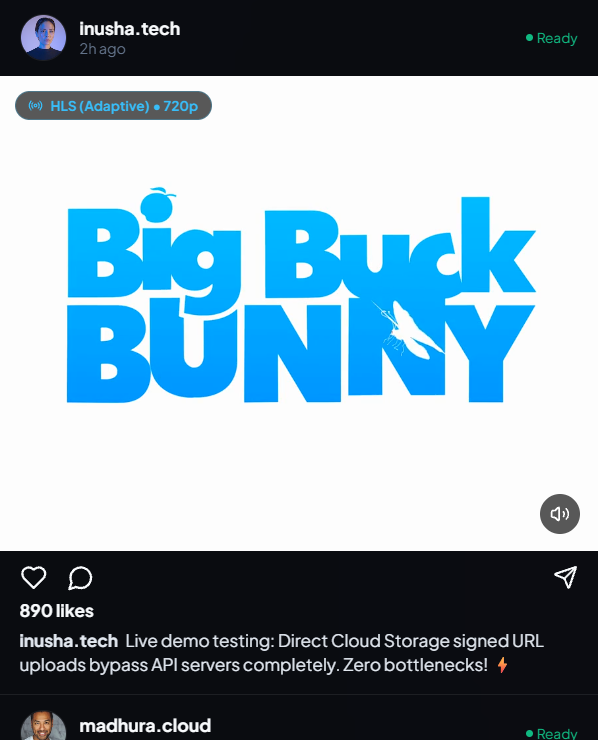 inusha.tech
2h ago
Ready
HLS (Adaptive) • 720p
Big Buck
BUNNY
890 likes
inusha.tech Live demo testing: Direct Cloud Storage signed URL
uploads bypass API servers completely. Zero bottlenecks! ⚡
madhura.cloud
Ready